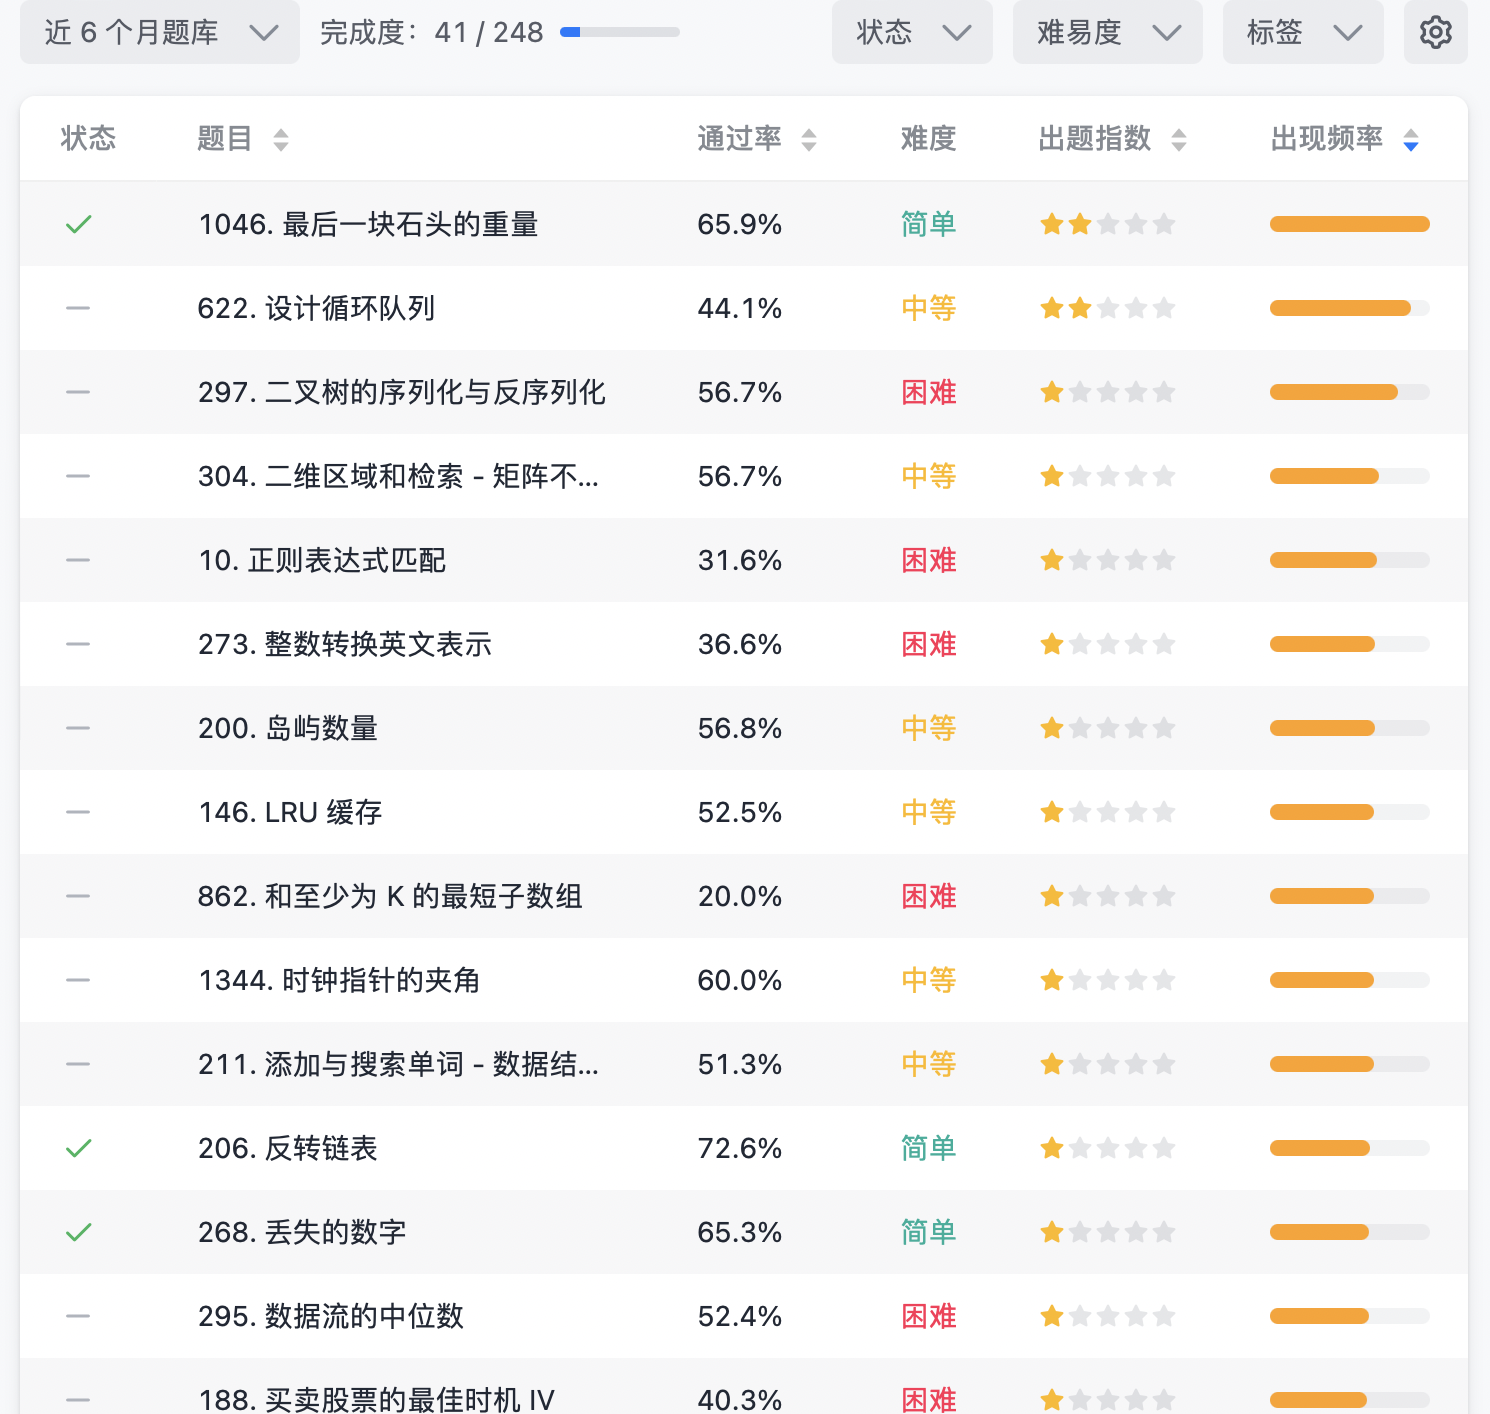 近 6 个月题库 完成度：41 / 248 状态 难易度 标签
状态 题目 通过率 难度 出题指数 出现频率
1046. 最后一块石头的重量 65.9% 简单
622. 设计循环队列 44.1% 中等
297. 二叉树的序列化与反序列化 56.7% 困难
304. 二维区域和检索 - 矩阵不... 56.7% 中等
10. 正则表达式匹配 31.6% 困难
273. 整数转换英文表示 36.6% 困难
200. 岛屿数量 56.8% 中等
146. LRU 缓存 52.5% 中等
862. 和至少为 K 的最短子数组 20.0% 困难
1344. 时钟指针的夹角 60.0% 中等
211. 添加与搜索单词 - 数据结... 51.3% 中等
206. 反转链表 72.6% 简单
268. 丢失的数字 65.3% 简单
295. 数据流的中位数 52.4% 困难
188. 买卖股票的最佳时机 IV 40.3% 困难